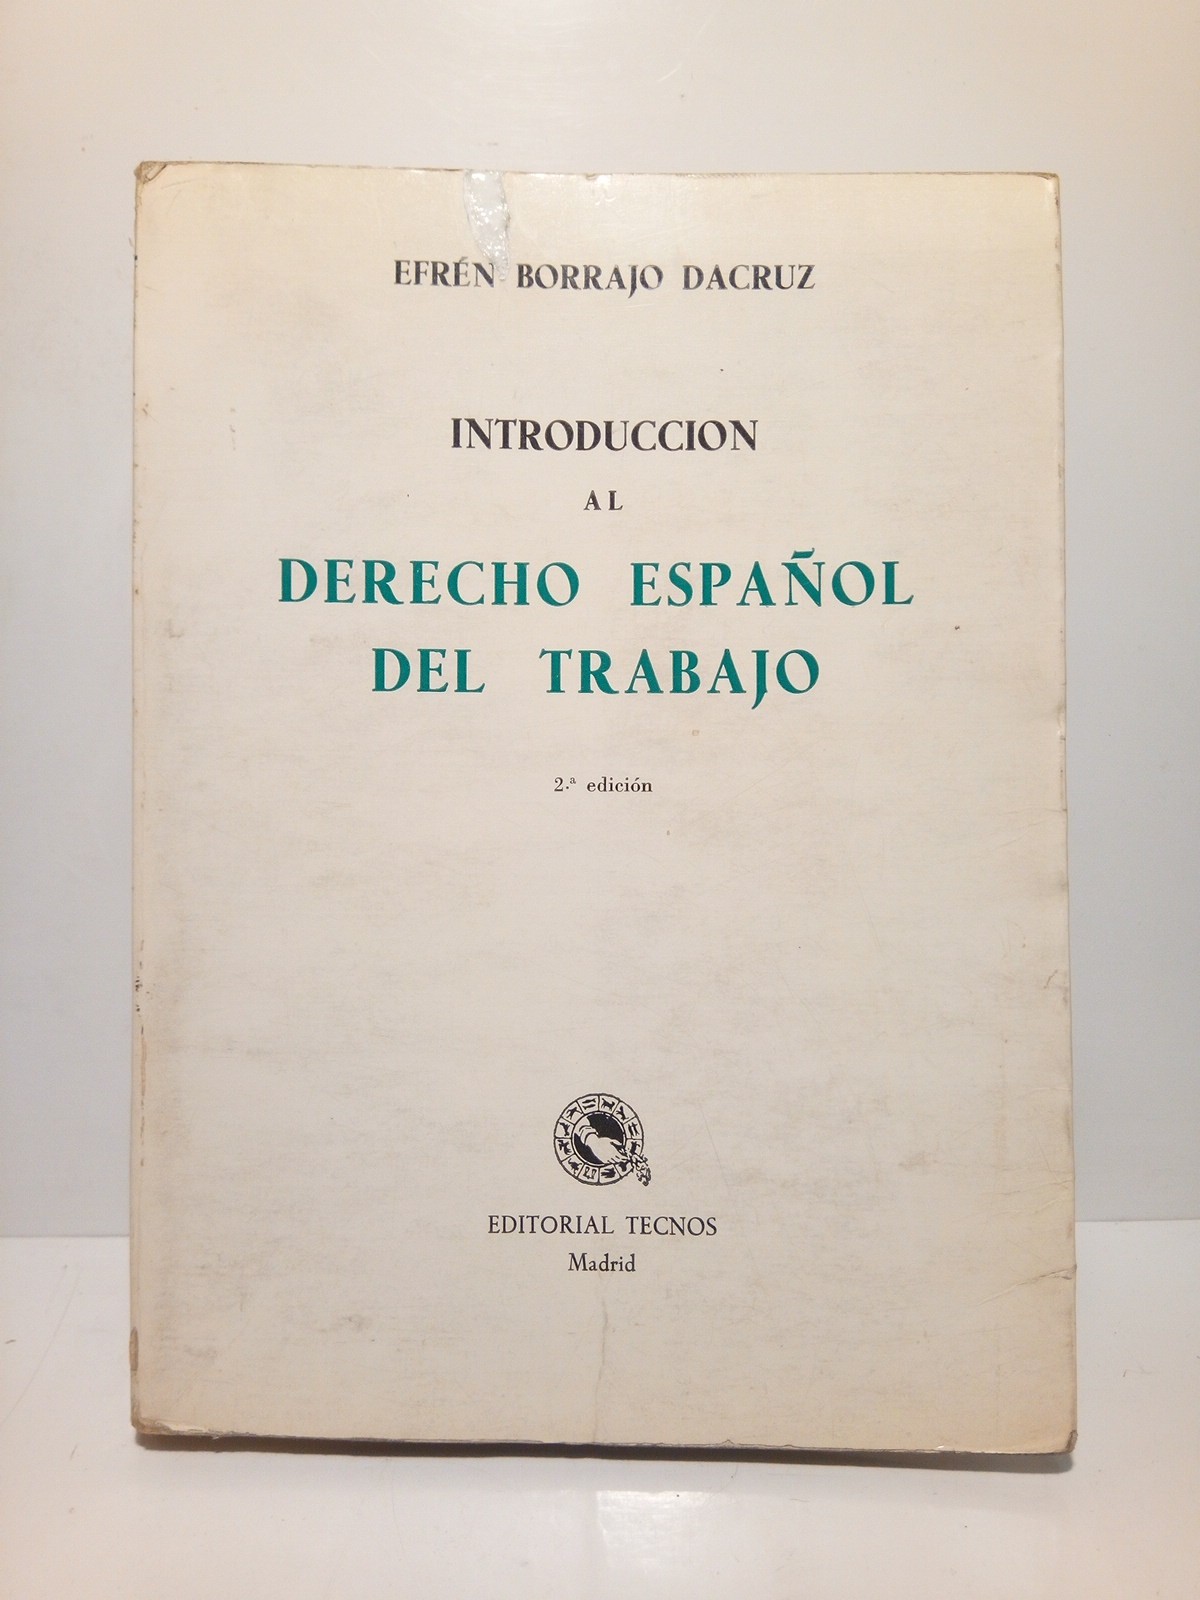 EFRÉN BORRAJO DACRUZ
INTRODUCCION
AL
DERECHO ESPAÑOL
DEL TRABAJO
2.ª edición
EDITORIAL TECNOS
Madrid